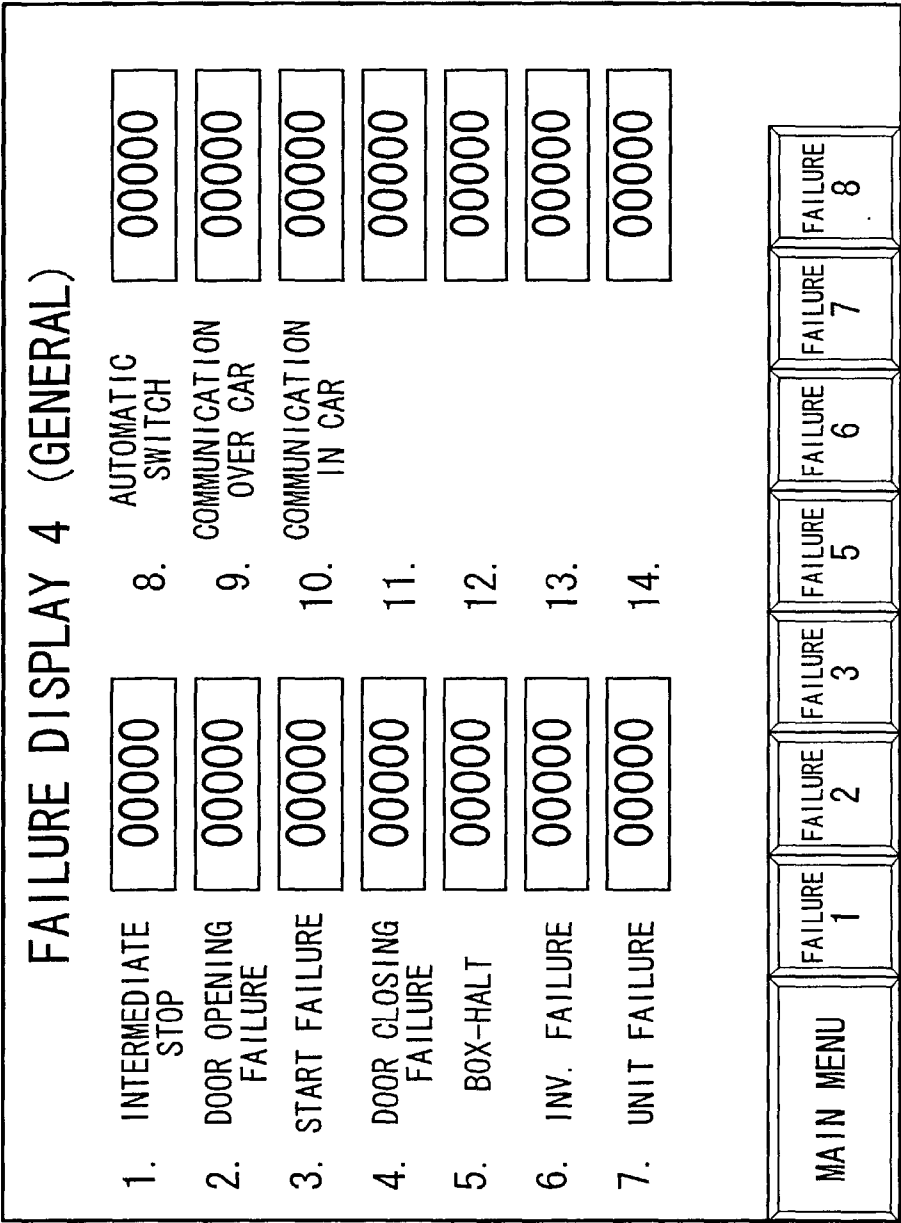 FAILURE DISPLAY 4 (GENERAL)
1. INTERMEDIATE
STOP
00000
2. DOOR OPENING
FAILURE
00000
3. START FAILURE
00000
4. DOOR CLOSING
FAILURE
00000
5. BOX-HALT
00000
6. INV. FAILURE
00000
7. UNIT FAILURE
00000
8. AUTOMATIC
SWITCH
00000
9. COMMUNICATION
OVER CAR
00000
10. COMMUNICATION
IN CAR
00000
11.
00000
12.
00000
13.
00000
14.
00000
MAIN MENU
FAILURE
1
FAILURE
2
FAILURE
3
FAILURE
5
FAILURE
6
FAILURE
7
FAILURE
8